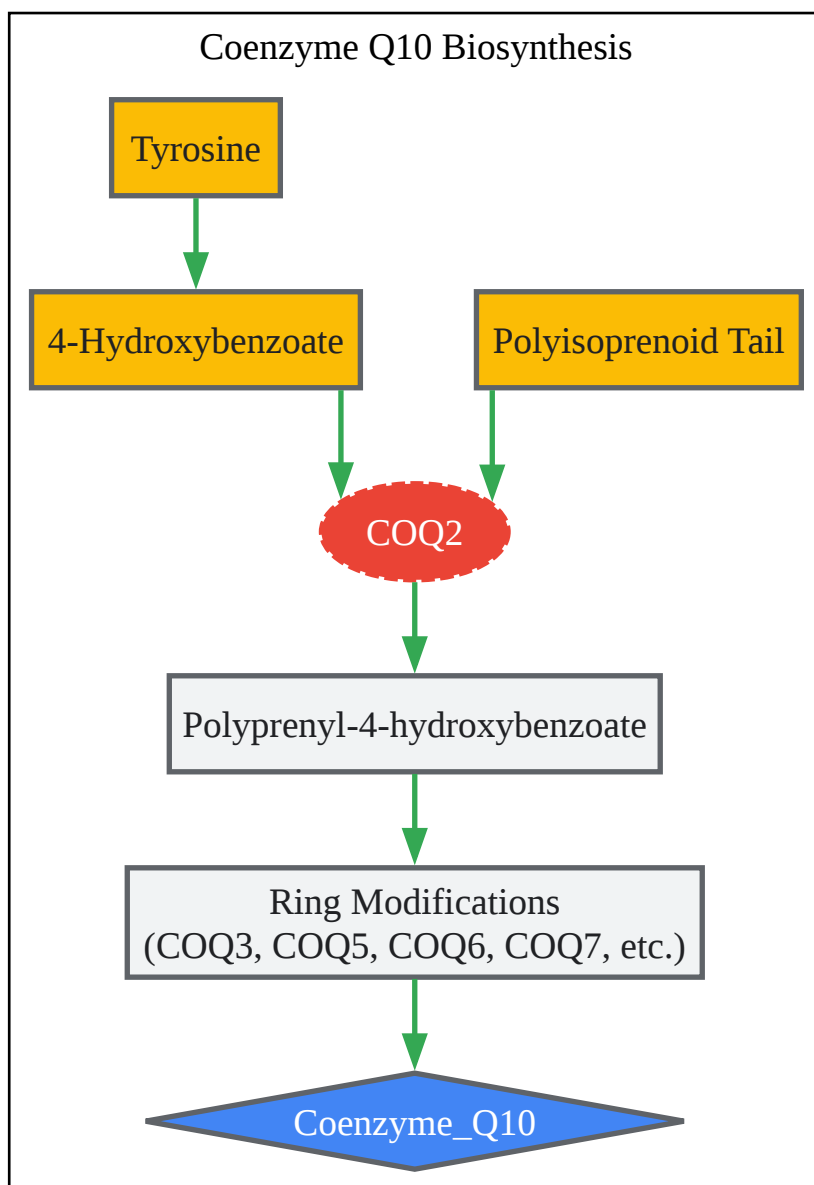 Coenzyme Q10 Biosynthesis
Tyrosine
4-Hydroxybenzoate
Polyisoprenoid Tail
COQ2
Polyprenyl-4-hydroxybenzoate
Ring Modifications
(COQ3, COQ5, COQ6, COQ7, etc.)
Coenzyme_Q10